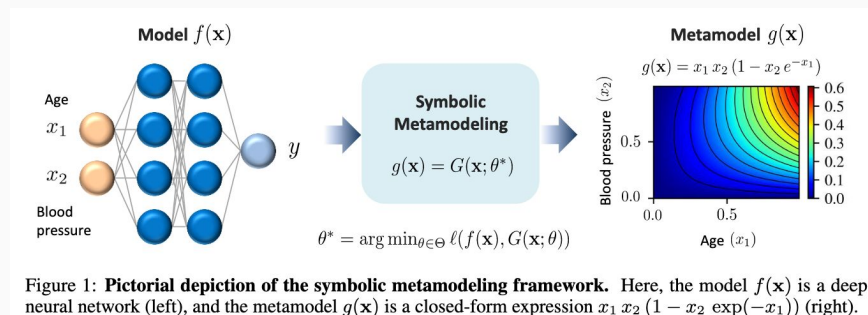 Model f(x)
Age
x₁
x₂
Blood
pressure
y
Symbolic
Metamodeling
g(x) = G(x; θ*)
θ* = arg min_{θ∈Θ} ℓ(f(x), G(x; θ))
Metamodel g(x)
g(x) = x₁ x₂ (1 − x₂ e^{−x₁})
Blood pressure (x₂)
0.5
0.0
0.0
0.5
Age (x₁)
0.6
0.5
0.4
0.3
0.2
0.1
0.0
Figure 1: Pictorial depiction of the symbolic metamodeling framework. Here, the model f(x) is a deep
neural network (left), and the metamodel g(x) is a closed-form expression x₁ x₂ (1 − x₂ exp(−x₁)) (right).